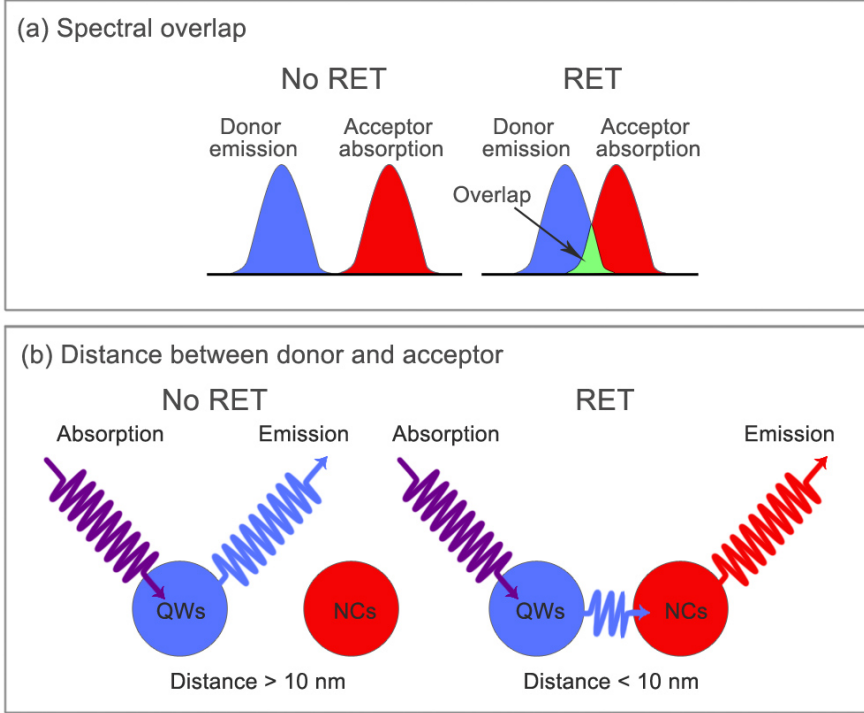 (a) Spectral overlap
No RET
RET
Donor
emission
Acceptor
absorption
Donor
emission
Acceptor
absorption
Overlap
(b) Distance between donor and acceptor
No RET
RET
Absorption
Emission
Absorption
Emission
QWs
NCs
QWs
NCs
Distance > 10 nm
Distance < 10 nm